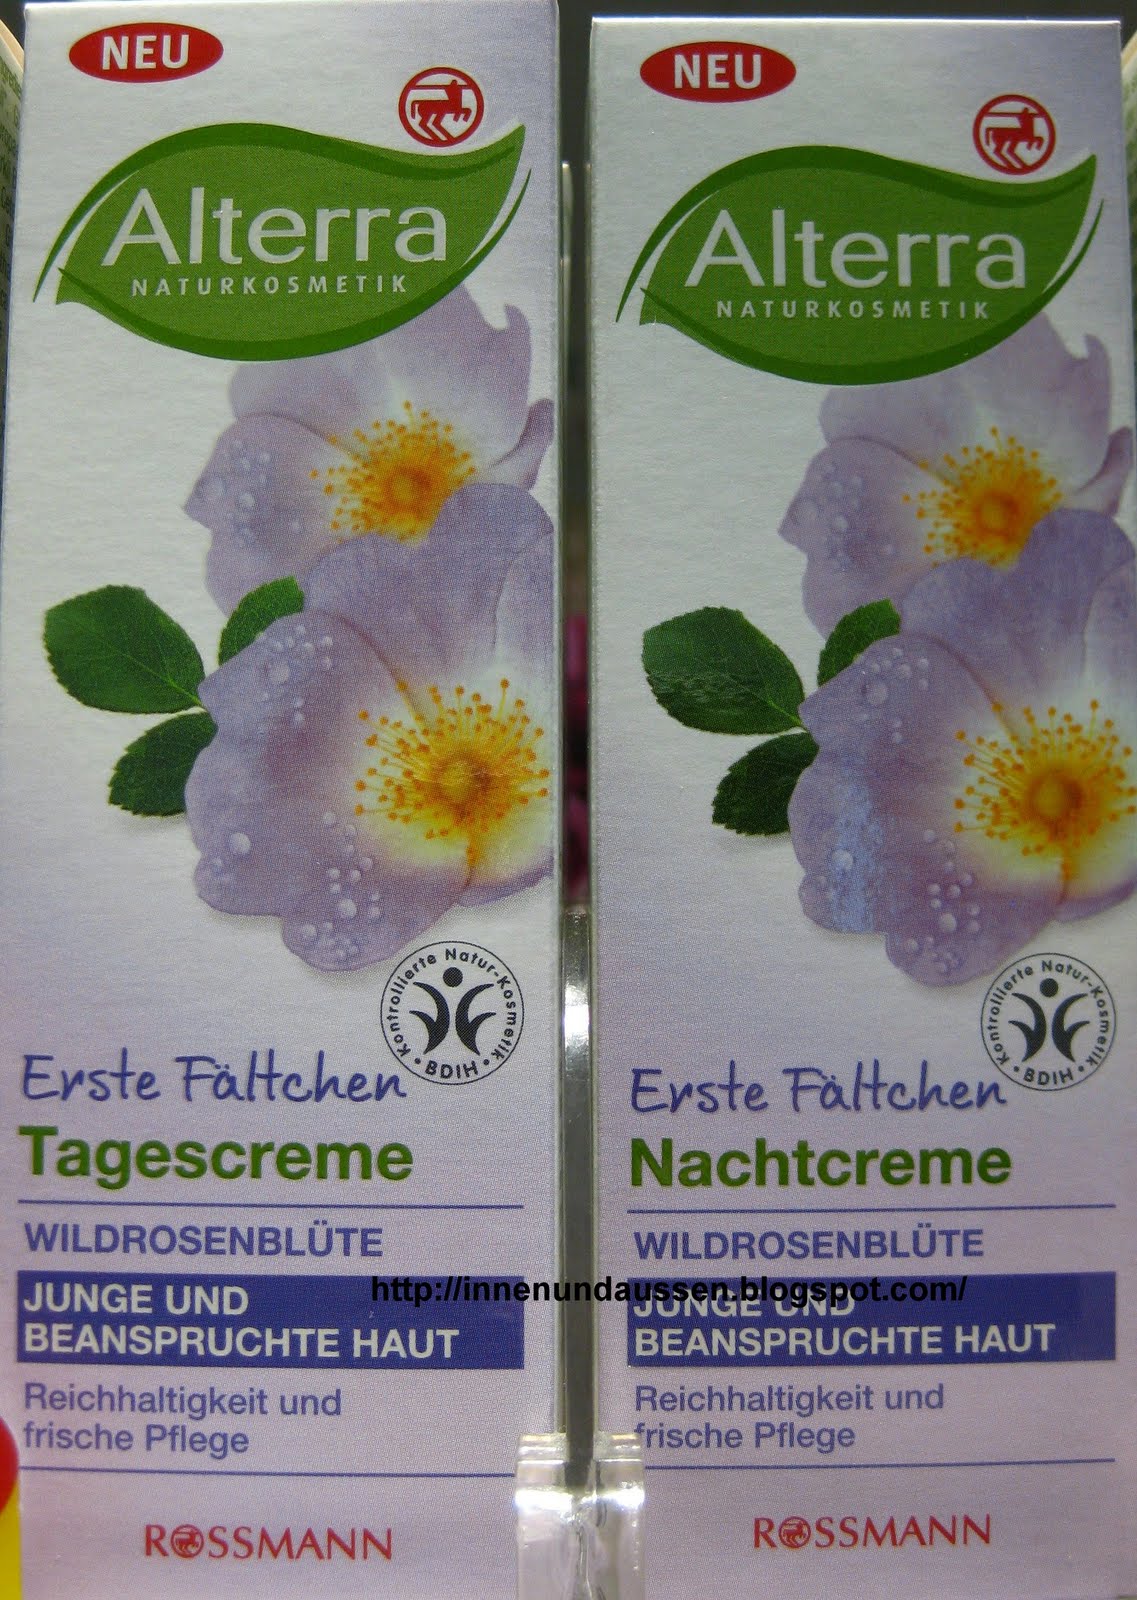 NEU
Alterra
NATURKOSMETIK
Kontrollierte Natur-Kosmetik
BDIH
Erste Fältchen
Tagescreme
WILDROSENBLÜTE
JUNGE UND
BEANSPRUCHTE HAUT
Reichhaltigkeit und
frische Pflege
ROSSMANN
NEU
Alterra
NATURKOSMETIK
Kontrollierte Natur-Kosmetik
BDIH
Erste Fältchen
Nachtcreme
WILDROSENBLÜTE
JUNGE UND
BEANSPRUCHTE HAUT
Reichhaltigkeit und
frische Pflege
ROSSMANN
http://innenundaussen.blogspot.com/